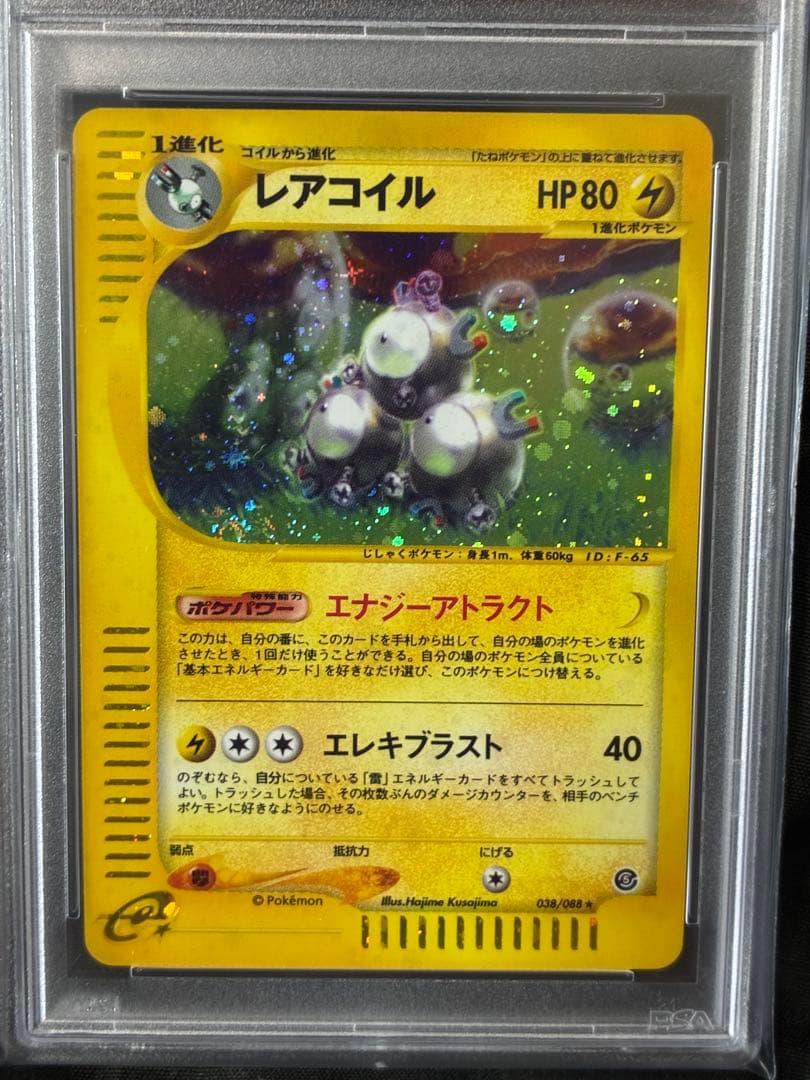 1進化
コイルから進化
「たねポケモン」の上に重ねて進化させます。
レアコイル HP80
1進化ポケモン
じしゃくポケモン:身長1m、体重60kg ID:F-65
特殊能力
ポケパワー エナジーアトラクト
この力は、自分の番に、このカードを手札から出して、自分の場のポケモンを進化
させたとき、1回だけ使うことができる。自分の場のポケモン全員についている
「基本エネルギーカード」を好きなだけ選び、このポケモンにつけ替える。
エレキブラスト 40
のぞむなら、自分についている「雷」エネルギーカードをすべてトラッシュして
よい。トラッシュした場合、その枚数ぶんのダメージカウンターを、相手のベンチ
ポケモンに好きなようにのせる。
弱点 抵抗力 にげる
© Pokémon Illus.Hajime Kusajima 038/088★
e
PSA